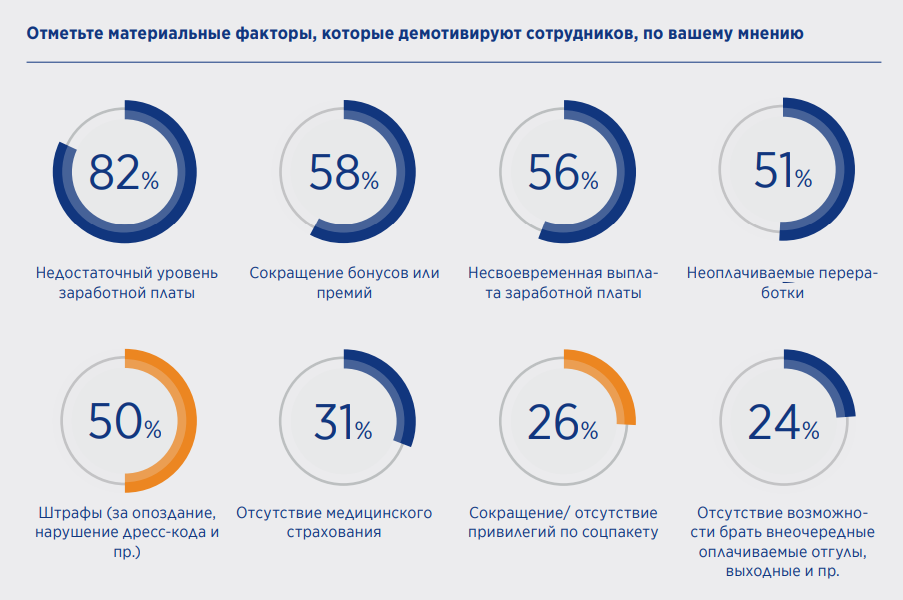 Отметьте материальные факторы, которые демотивируют сотрудников, по вашему мнению
82%
58%
56%
51%
Недостаточный уровень
заработной платы
Сокращение бонусов или
премий
Несвоевременная выпла-
та заработной платы
Неоплачиваемые перера-
ботки
50%
31%
26%
24%
Штрафы (за опоздание,
нарушение дресс-кода и
пр.)
Отсутствие медицинского
страхования
Сокращение/ отсутствие
привилегий по соцпакету
Отсутствие возможно-
сти брать внеочередные
оплачиваемые отгулы,
выходные и пр.